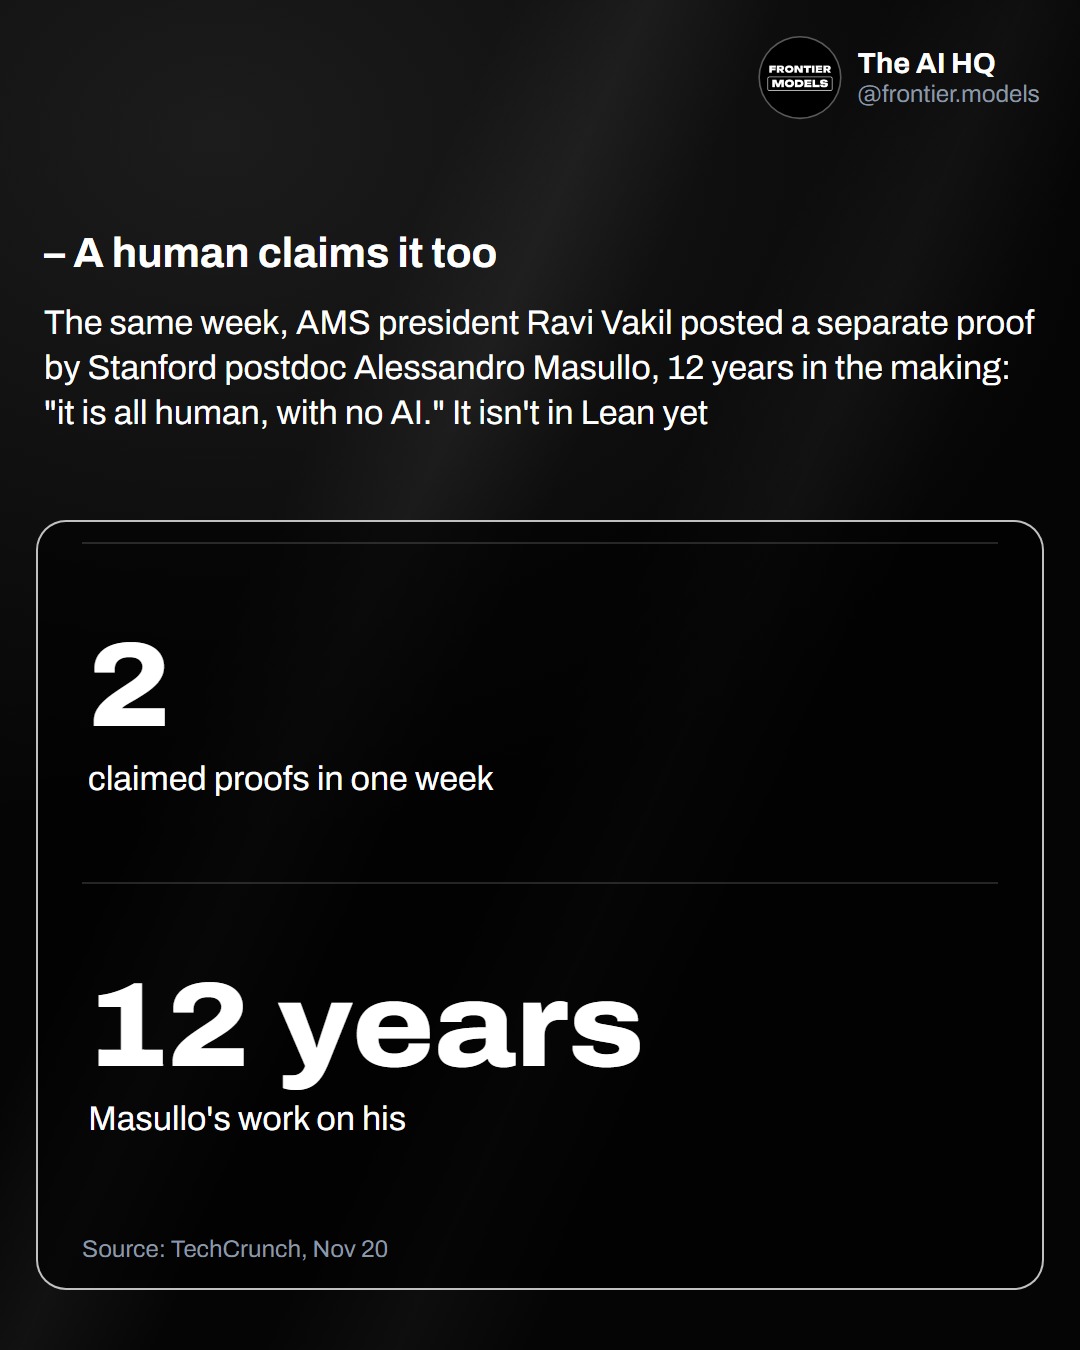 FRONTIER
MODELS
The AI HQ
@frontier.models
– A human claims it too
The same week, AMS president Ravi Vakil posted a separate proof
by Stanford postdoc Alessandro Masullo, 12 years in the making:
"it is all human, with no AI." It isn't in Lean yet
2
claimed proofs in one week
12 years
Masullo's work on his
Source: TechCrunch, Nov 20